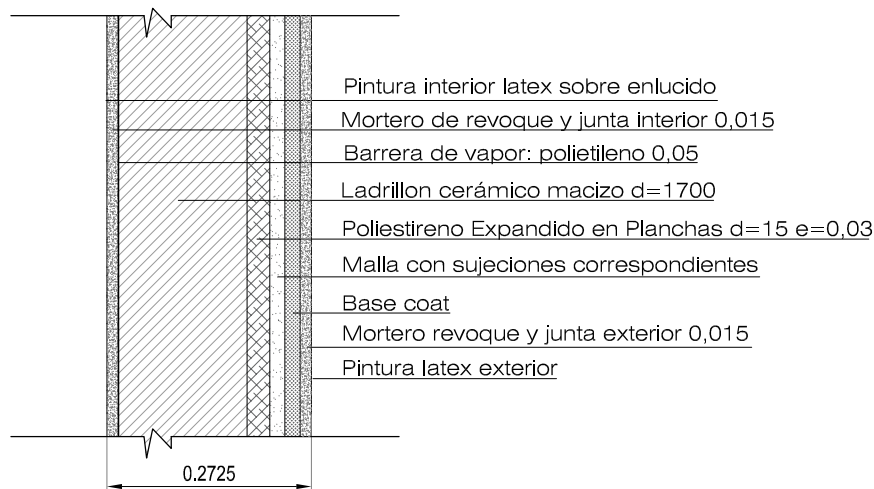 Pintura interior latex sobre enlucido
Mortero de revoque y junta interior 0,015
Barrera de vapor: polietileno 0,05
Ladrillon cerámico macizo d=1700
Poliestireno Expandido en Planchas d=15 e=0,03
Malla con sujeciones correspondientes
Base coat
Mortero revoque y junta exterior 0,015
Pintura latex exterior
0.2725